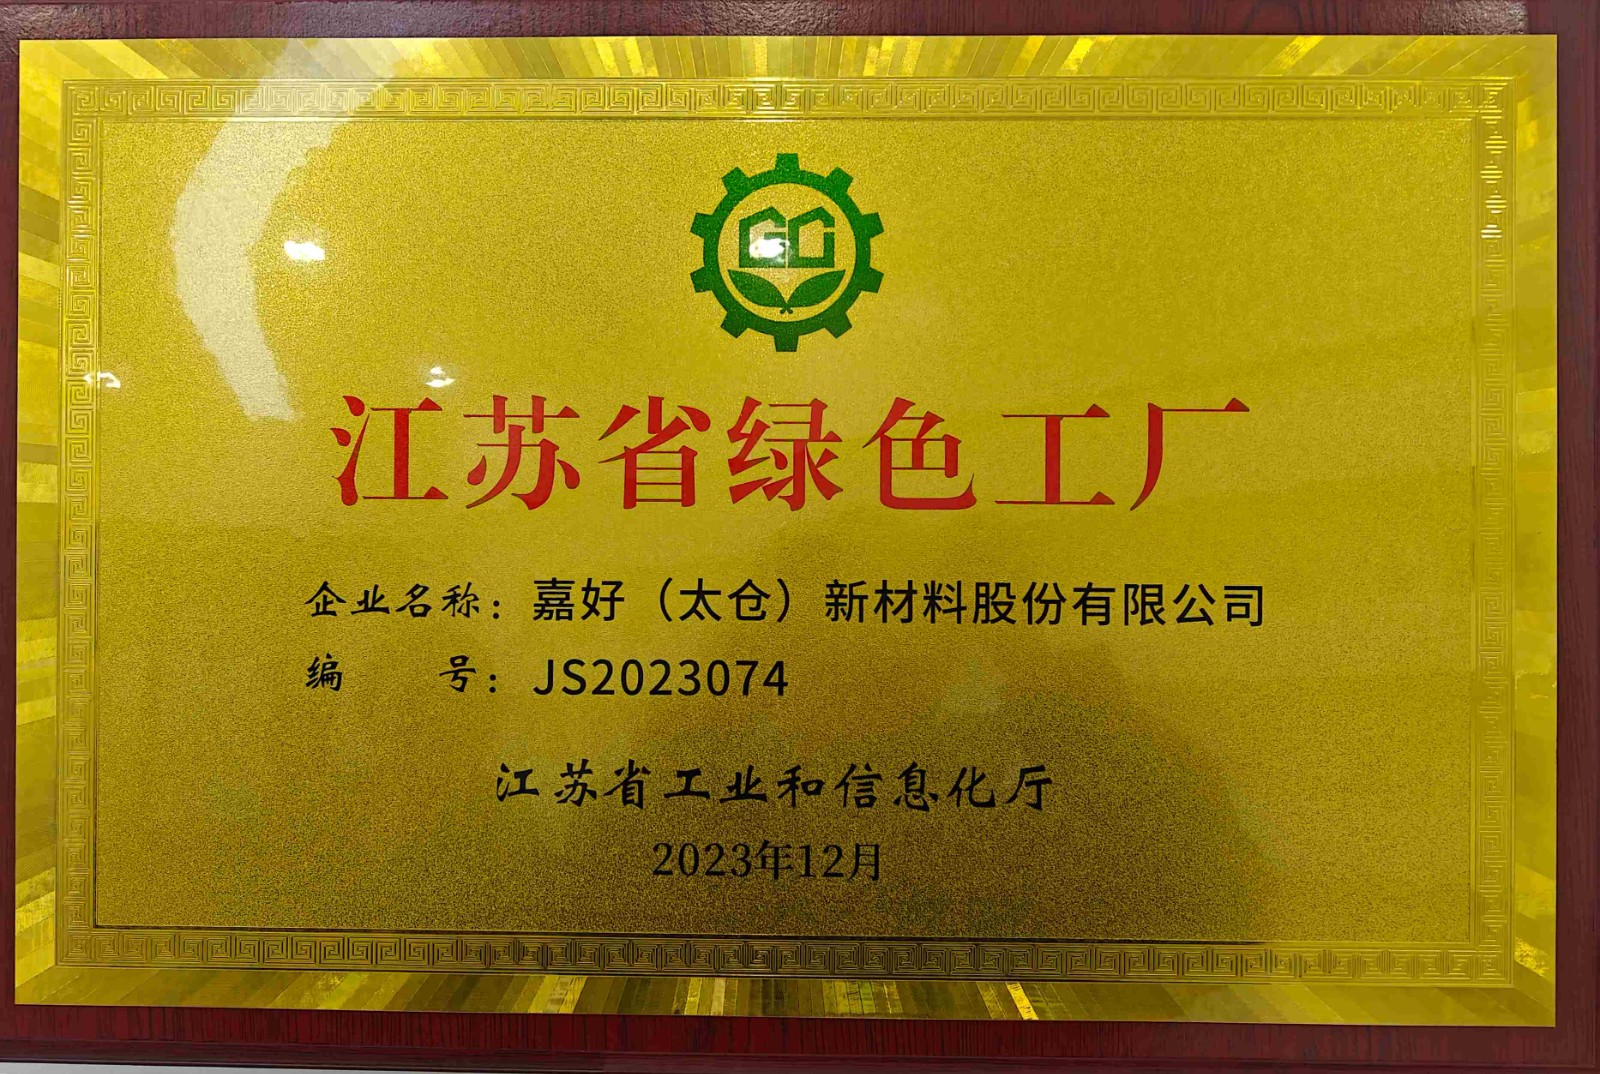 江苏省绿色工厂
企业名称：嘉好（太仓）新材料股份有限公司
编 号：JS2023074
江苏省工业和信息化厅
2023年12月